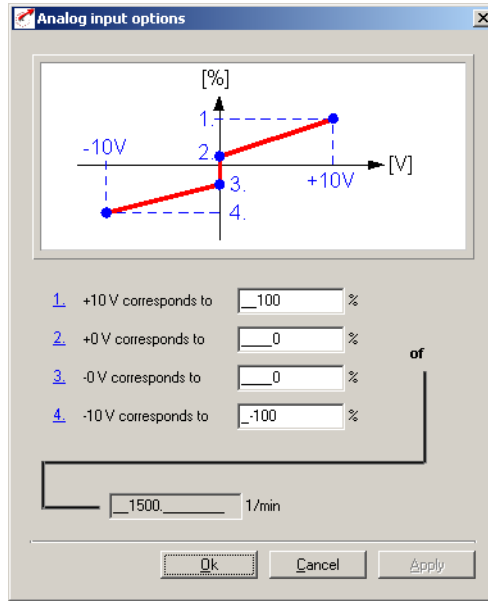 Analog input options
[%]
1.
-10V
2.
[V]
3.
+10V
4.
1. +10 V corresponds to __100 %
2. +0 V corresponds to ____0 %
of
3. -0 V corresponds to ____0 %
4. -10 V corresponds to _-100 %
__1500.______ 1/min
Ok Cancel Apply